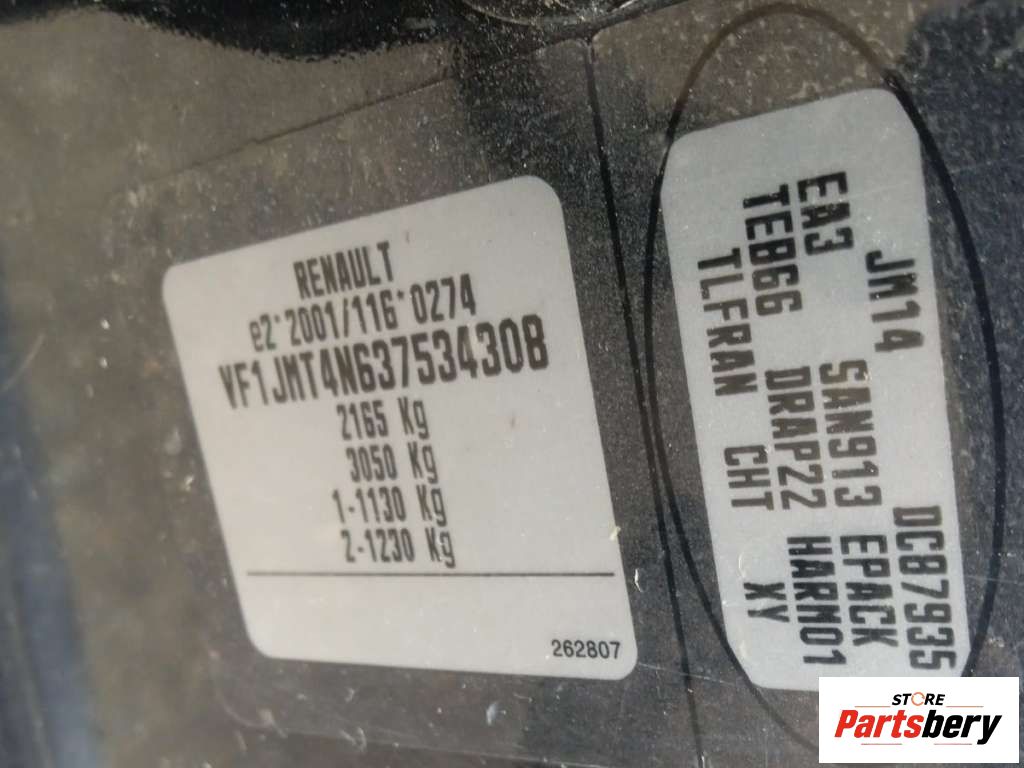 RENAULT
e2*2001/116*0274
VF1JMT4N637534308
2165 Kg
3050 Kg
1-1130 Kg
2-1230 Kg
262807
JM14 DC87935
EA3 SAN913 EPACK
TEB66 DRAP22 HARM01
TLFRAN CHT XY
STORE
Partsbery